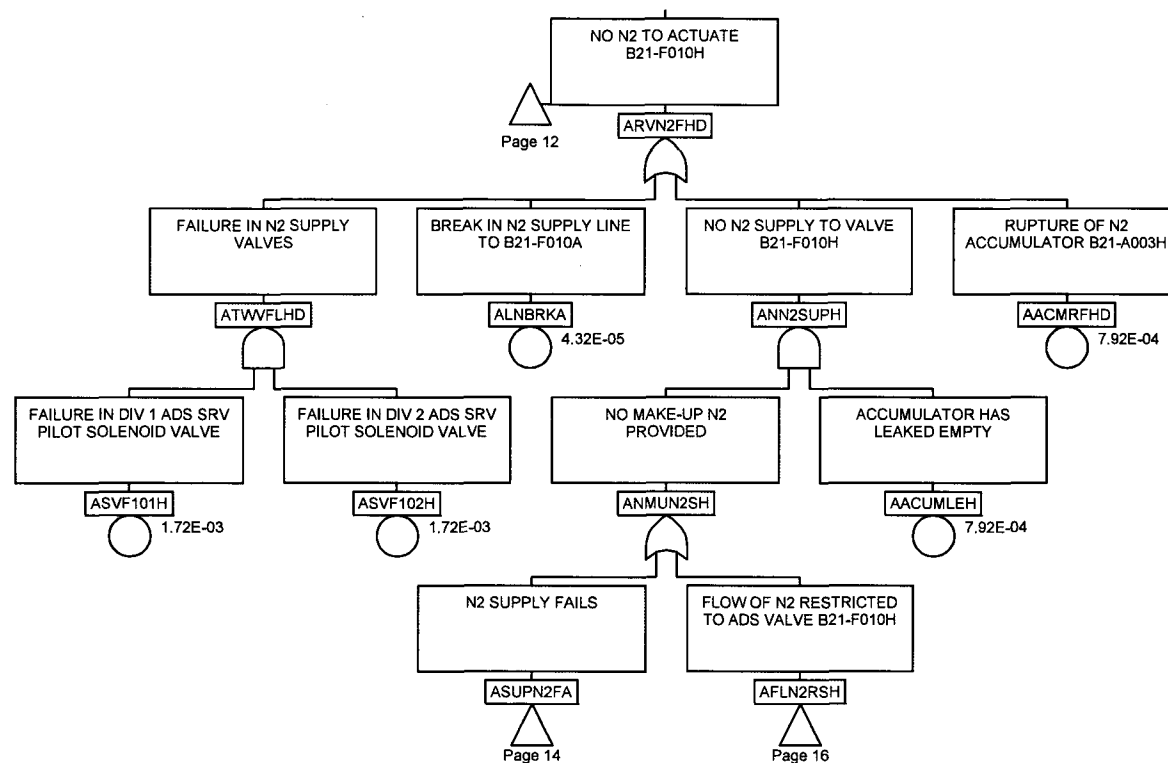 NO N2 TO ACTUATE
B21-F010H
Page 12
ARVN2FHD
FAILURE IN N2 SUPPLY
VALVES
BREAK IN N2 SUPPLY LINE
TO B21-F010A
NO N2 SUPPLY TO VALVE
B21-F010H
RUPTURE OF N2
ACCUMULATOR B21-A003H
ATWVFLHD
ALNBRKA
ANN2SUPH
AACMRFHD
4.32E-05
7.92E-04
FAILURE IN DIV 1 ADS SRV
PILOT SOLENOID VALVE
FAILURE IN DIV 2 ADS SRV
PILOT SOLENOID VALVE
NO MAKE-UP N2
PROVIDED
ACCUMULATOR HAS
LEAKED EMPTY
ASVF101H
ASVF102H
ANMUN2SH
AACUMLEH
1.72E-03
1.72E-03
7.92E-04
N2 SUPPLY FAILS
FLOW OF N2 RESTRICTED
TO ADS VALVE B21-F010H
ASUPN2FA
AFLN2RSH
Page 14
Page 16